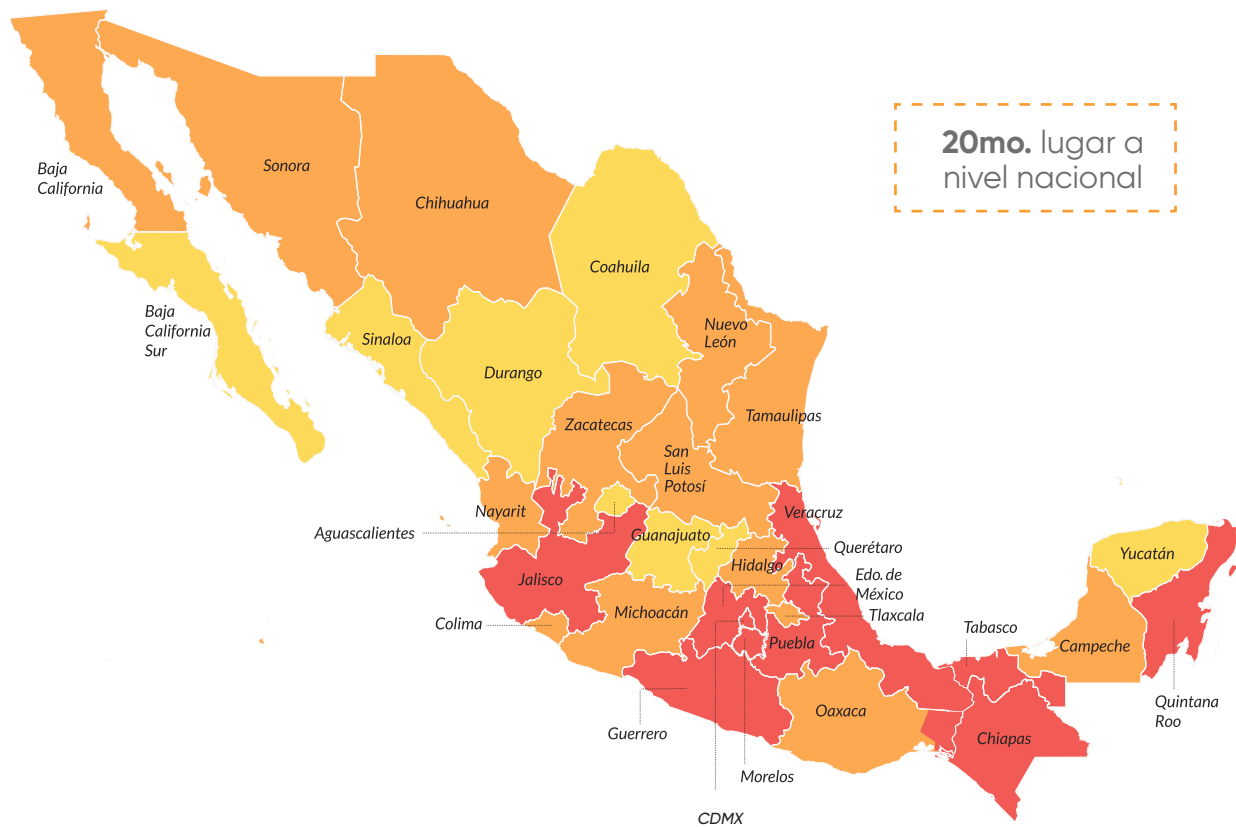 20mo. lugar a
nivel nacional
Baja
California
Sonora
Chihuahua
Coahuila
Baja
California
Sur
Sinaloa
Durango
Nuevo
León
Zacatecas
Tamaulipas
San
Luis
Potosí
Nayarit
Veracruz
Aguascalientes
Guanajuato
Querétaro
Yucatán
Hidalgo
Jalisco
Edo. de
México
Michoacán
Tlaxcala
Colima
Tabasco
Puebla
Campeche
Quintana
Roo
Oaxaca
Guerrero
Chiapas
Morelos
CDMX